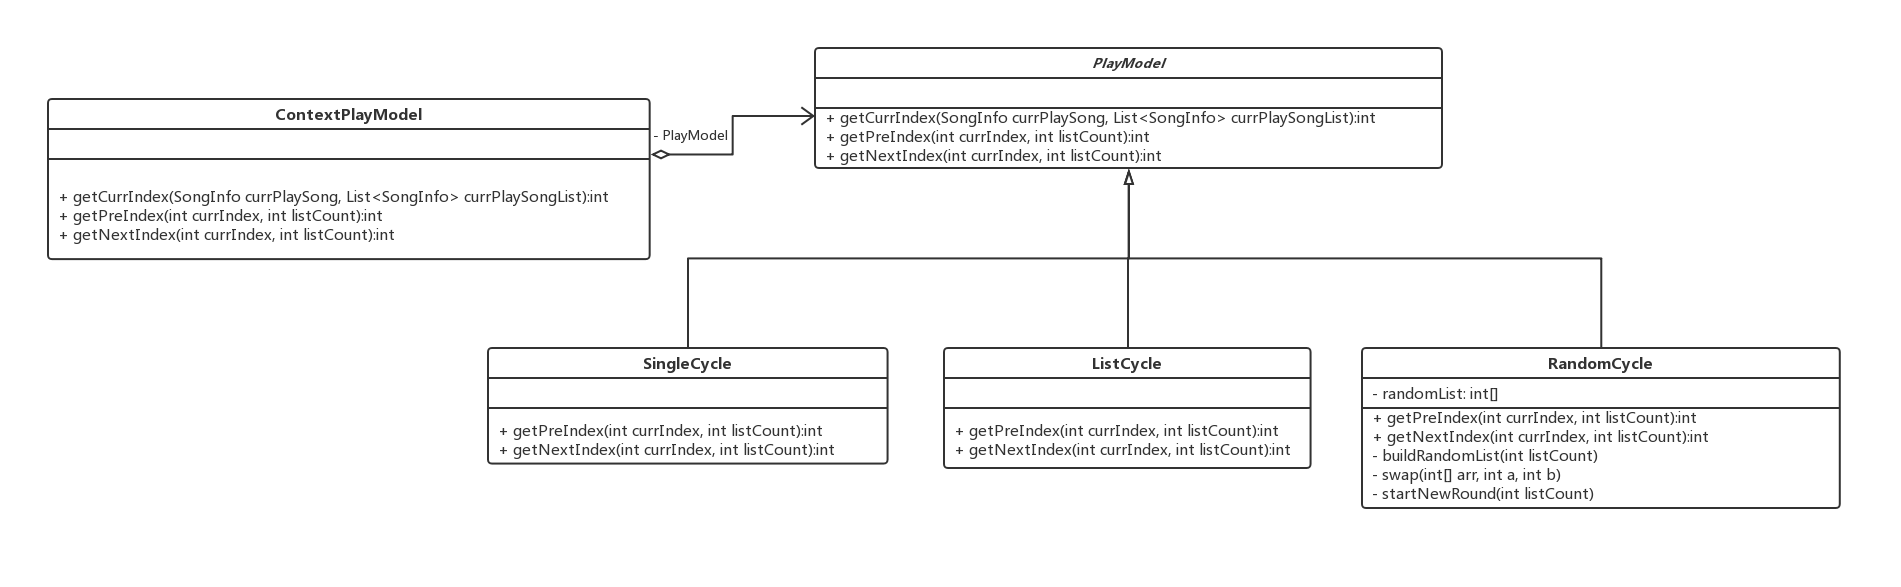 PlayModel
+ getCurrIndex(SongInfo currPlaySong, List<SongInfo> currPlaySongList):int
+ getPreIndex(int currIndex, int listCount):int
+ getNextIndex(int currIndex, int listCount):int
ContextPlayModel
+ getCurrIndex(SongInfo currPlaySong, List<SongInfo> currPlaySongList):int
+ getPreIndex(int currIndex, int listCount):int
+ getNextIndex(int currIndex, int listCount):int
- PlayModel
SingleCycle
+ getPreIndex(int currIndex, int listCount):int
+ getNextIndex(int currIndex, int listCount):int
ListCycle
+ getPreIndex(int currIndex, int listCount):int
+ getNextIndex(int currIndex, int listCount):int
RandomCycle
- randomList: int[]
+ getPreIndex(int currIndex, int listCount):int
+ getNextIndex(int currIndex, int listCount):int
- buildRandomList(int listCount)
- swap(int[] arr, int a, int b)
- startNewRound(int listCount)